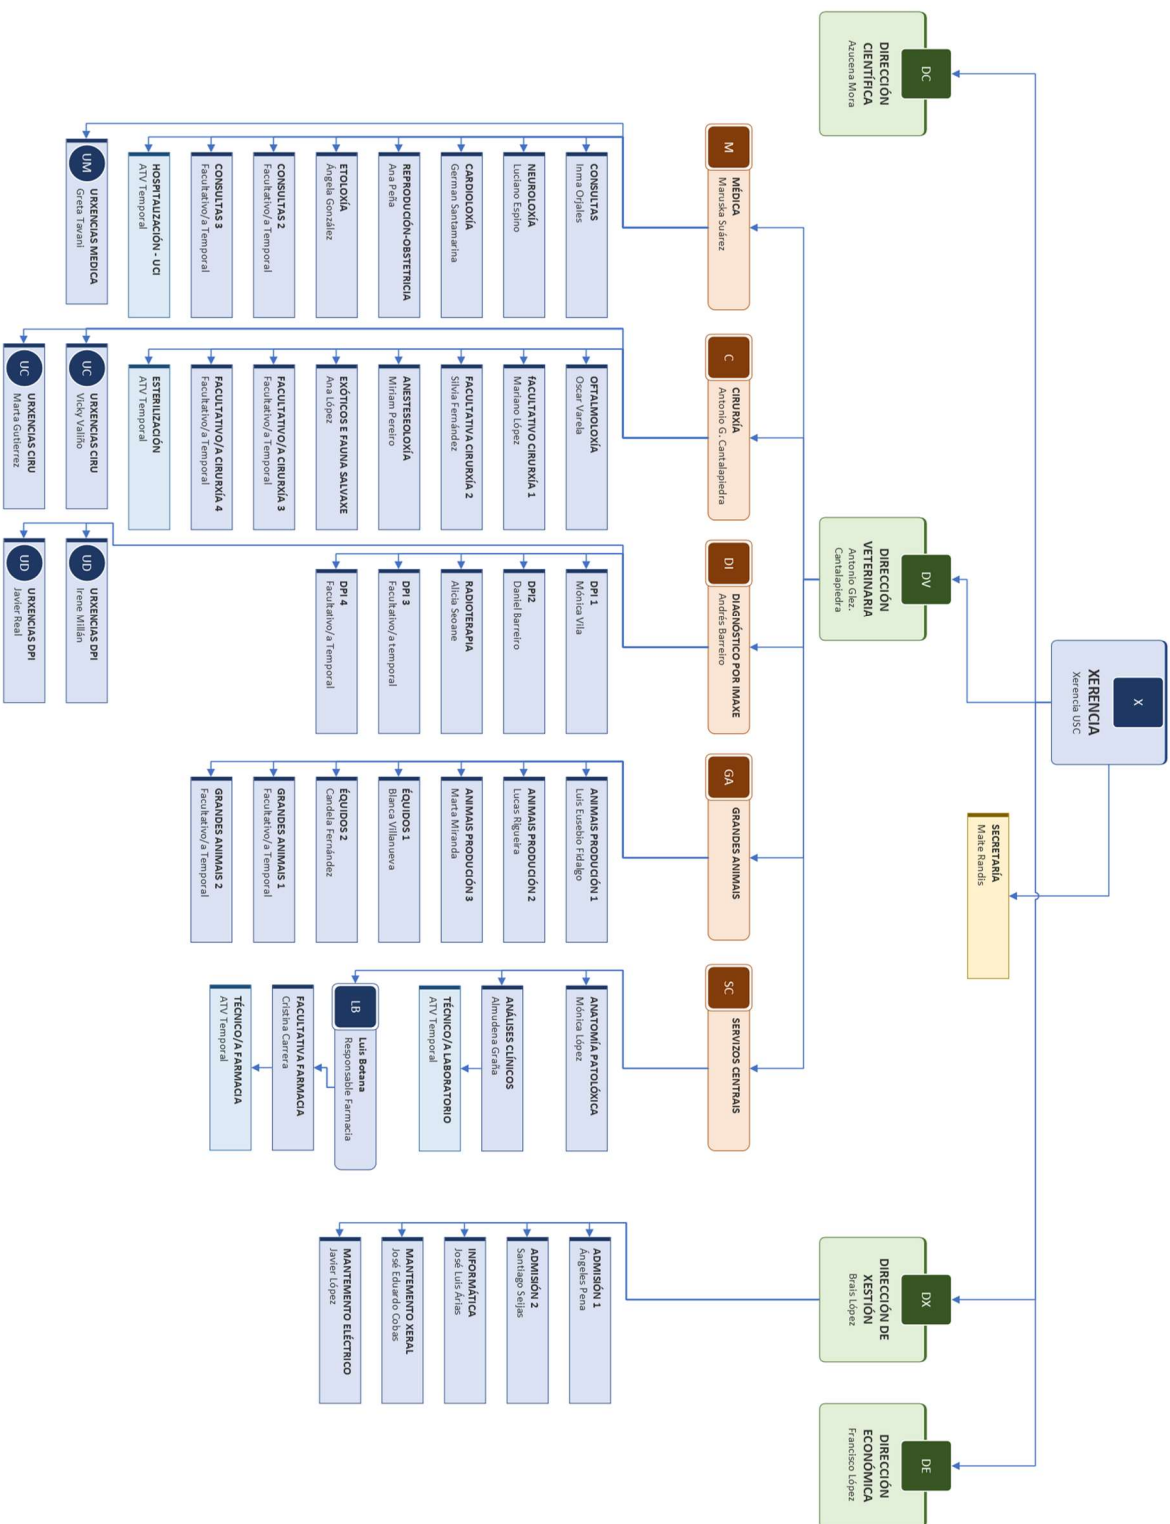 X
XERENCIA
Xerencia USC
SECRETARÍA
Maite Randis
DC
DIRECCIÓN
CIENTÍFICA
Azucena Mora
DV
DIRECCIÓN
VETERINARIA
Antonio Glez.
Cantalapiedra
DX
DIRECCIÓN DE
XESTIÓN
Brais López
DE
DIRECCIÓN
ECONÓMICA
Francisco López
M
MÉDICA
Maruska Suárez
CONSULTAS
Inma Orjales
NEUROLOXÍA
Luciano Espino
CARDIOLOXÍA
German Santamarina
REPRODUCIÓN-OBSTETRICIA
Ana Peña
ETOLOXÍA
Ángela González
CONSULTAS 2
Facultativo/a Temporal
CONSULTAS 3
Facultativo/a Temporal
HOSPITALIZACIÓN - UCI
ATV Temporal
UM
URXENCIAS MEDICA
Greta Tavani
C
CIRURXÍA
Antonio G. Cantalapiedra
OFTALMOLOXÍA
Oscar Varela
fACULTATIVO CIRURXÍA 1
Mariano López
FACULTATIVA CIRURXÍA 2
Silvia Fernández
ANESTESEOLOXÍA
Miriam Pereiro
EXÓTICOS E FAUNA SALVAXE
Ana López
FACULTATIVO/A CIRURXÍA 3
Facultativo/a Temporal
FACULTATIVO/A CIRURXÍA 4
Facultativo/a Temporal
ESTERILIZACIÓN
ATV Temporal
UC
URXENCIAS CIRU
Vicky Valiño
UC
URXENCIAS CIRU
Marta Gutierrez
DI
DIAGNÓSTICO POR IMAXE
Andrés Barreiro
DPI 1
Mónica Vila
DPI2
Daniel Barreiro
RADIOTERAPIA
Alicia Seoane
DPI 3
Facultativo/a temporal
DPI 4
Facultativo/a Temporal
UD
URXENCIAS DPI
Irene Millán
UD
URXENCIAS DPI
Javier Real
GA
GRANDES ANIMAIS
ANIMAIS PRODUCIÓN 1
Luis Eusebio Fidalgo
ANIMAIS PRODUCIÓN 2
Lucas Rigueira
ANIMAIS PRODUCIÓN 3
Marta Miranda
ÉQUIDOS 1
Blanca Villanueva
ÉQUIDOS 2
Candela Fernández
GRANDES ANIMAIS 1
Facultativo/a Temporal
GRANDES ANIMAIS 2
Facultativo/a Temporal
SC
SERVIZOS CENTRAIS
ANATOMÍA PATOLÓXICA
Mónica López
ANÁLISES CLÍNICOS
Almudena Graña
TÉCNICO/A LABORATORIO
ATV Temporal
LB
Luis Botana
Responsable Farmacia
FACULTATIVA FARMACIA
Cristina Carrera
TÉCNICO/A FARMACIA
ATV Temporal
ADMISIÓN 1
Ángeles Pena
ADMISIÓN 2
Santiago Seijas
INFORMÁTICA
José Luis Árias
MANTEMENTO XERAL
José Eduardo Cobas
MANTEMENTO ELÉCTRICO
Javier López